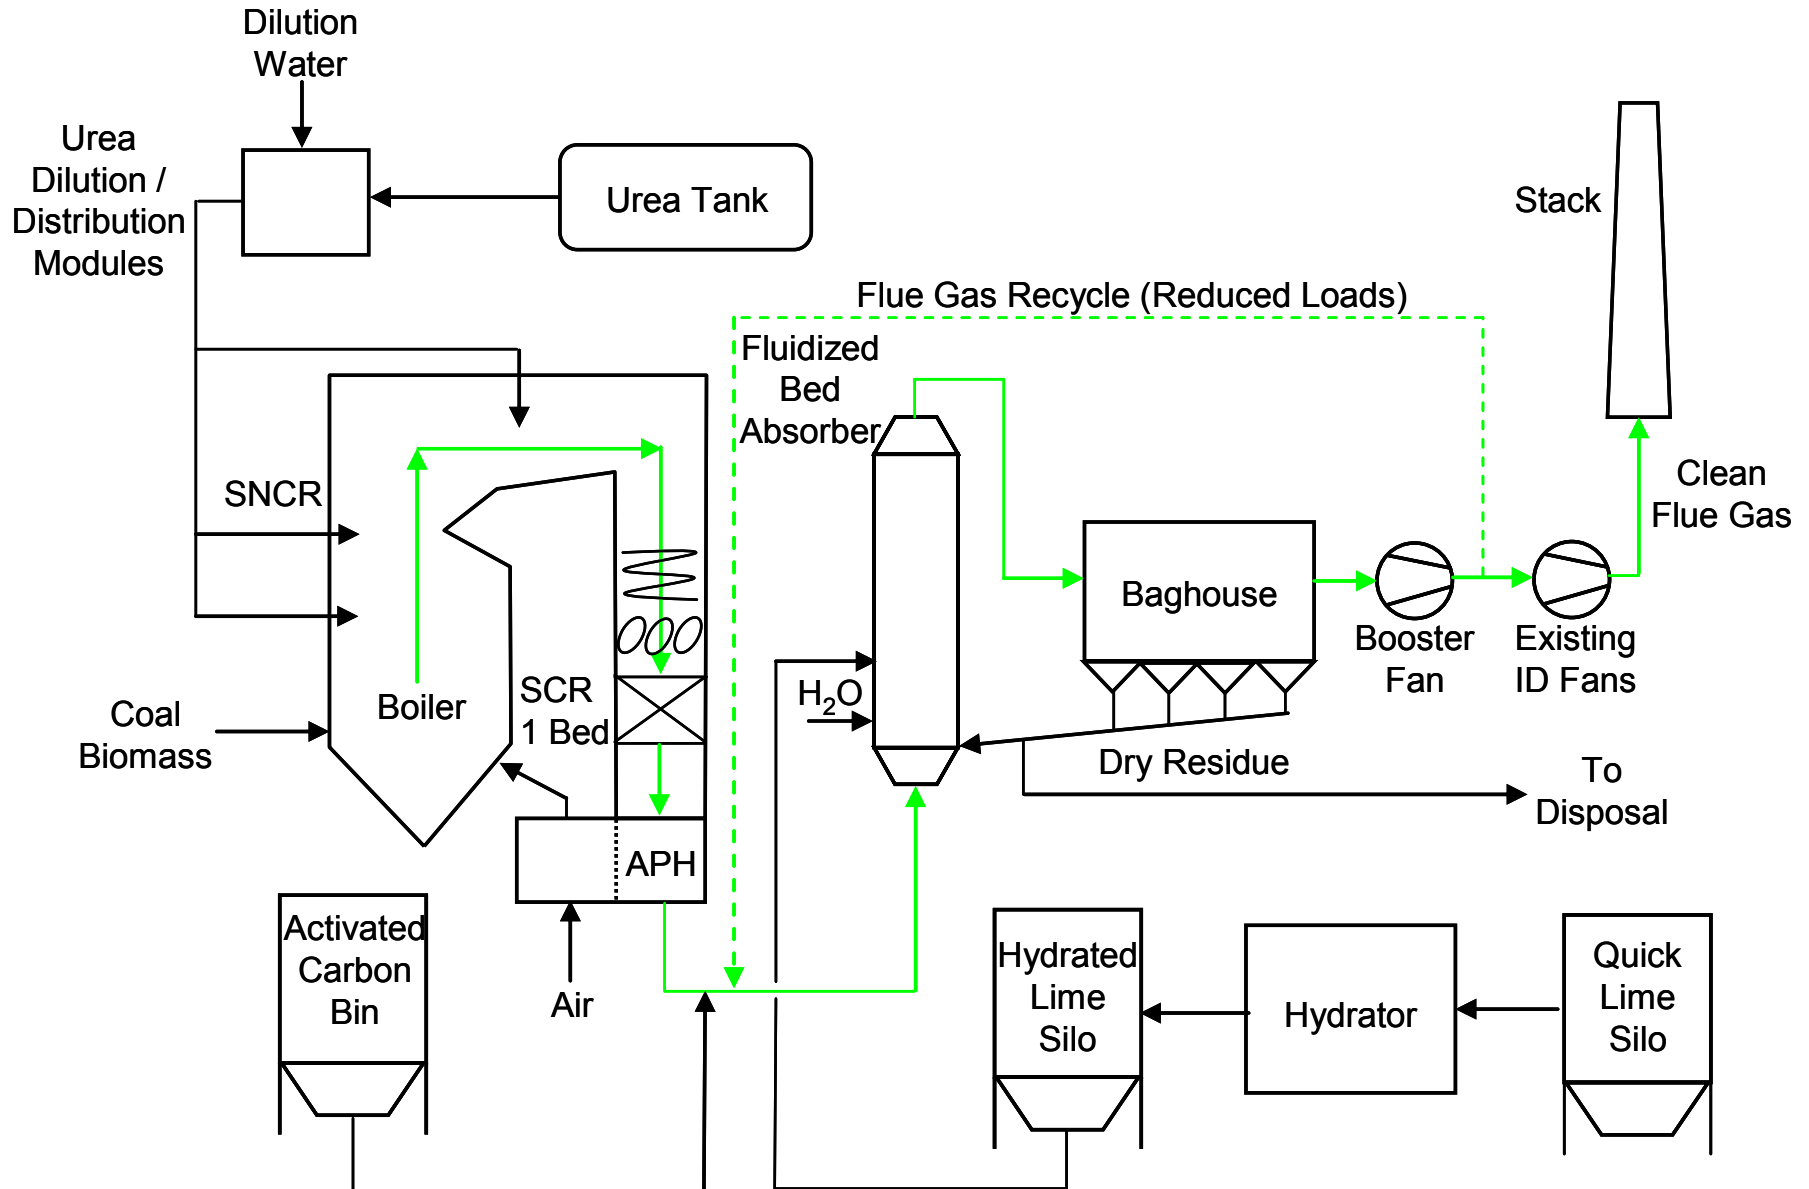 Dilution
Water
Urea
Dilution /
Distribution
Modules
Urea Tank
Stack
Flue Gas Recycle (Reduced Loads)
Fluidized
Bed
Absorber
SNCR
Clean
Flue Gas
Baghouse
Booster
Fan
Existing
ID Fans
H₂O
SCR
1 Bed
Boiler
Coal
Biomass
Dry Residue
To
Disposal
APH
Air
Activated
Carbon
Bin
Hydrated
Lime
Silo
Hydrator
Quick
Lime
Silo